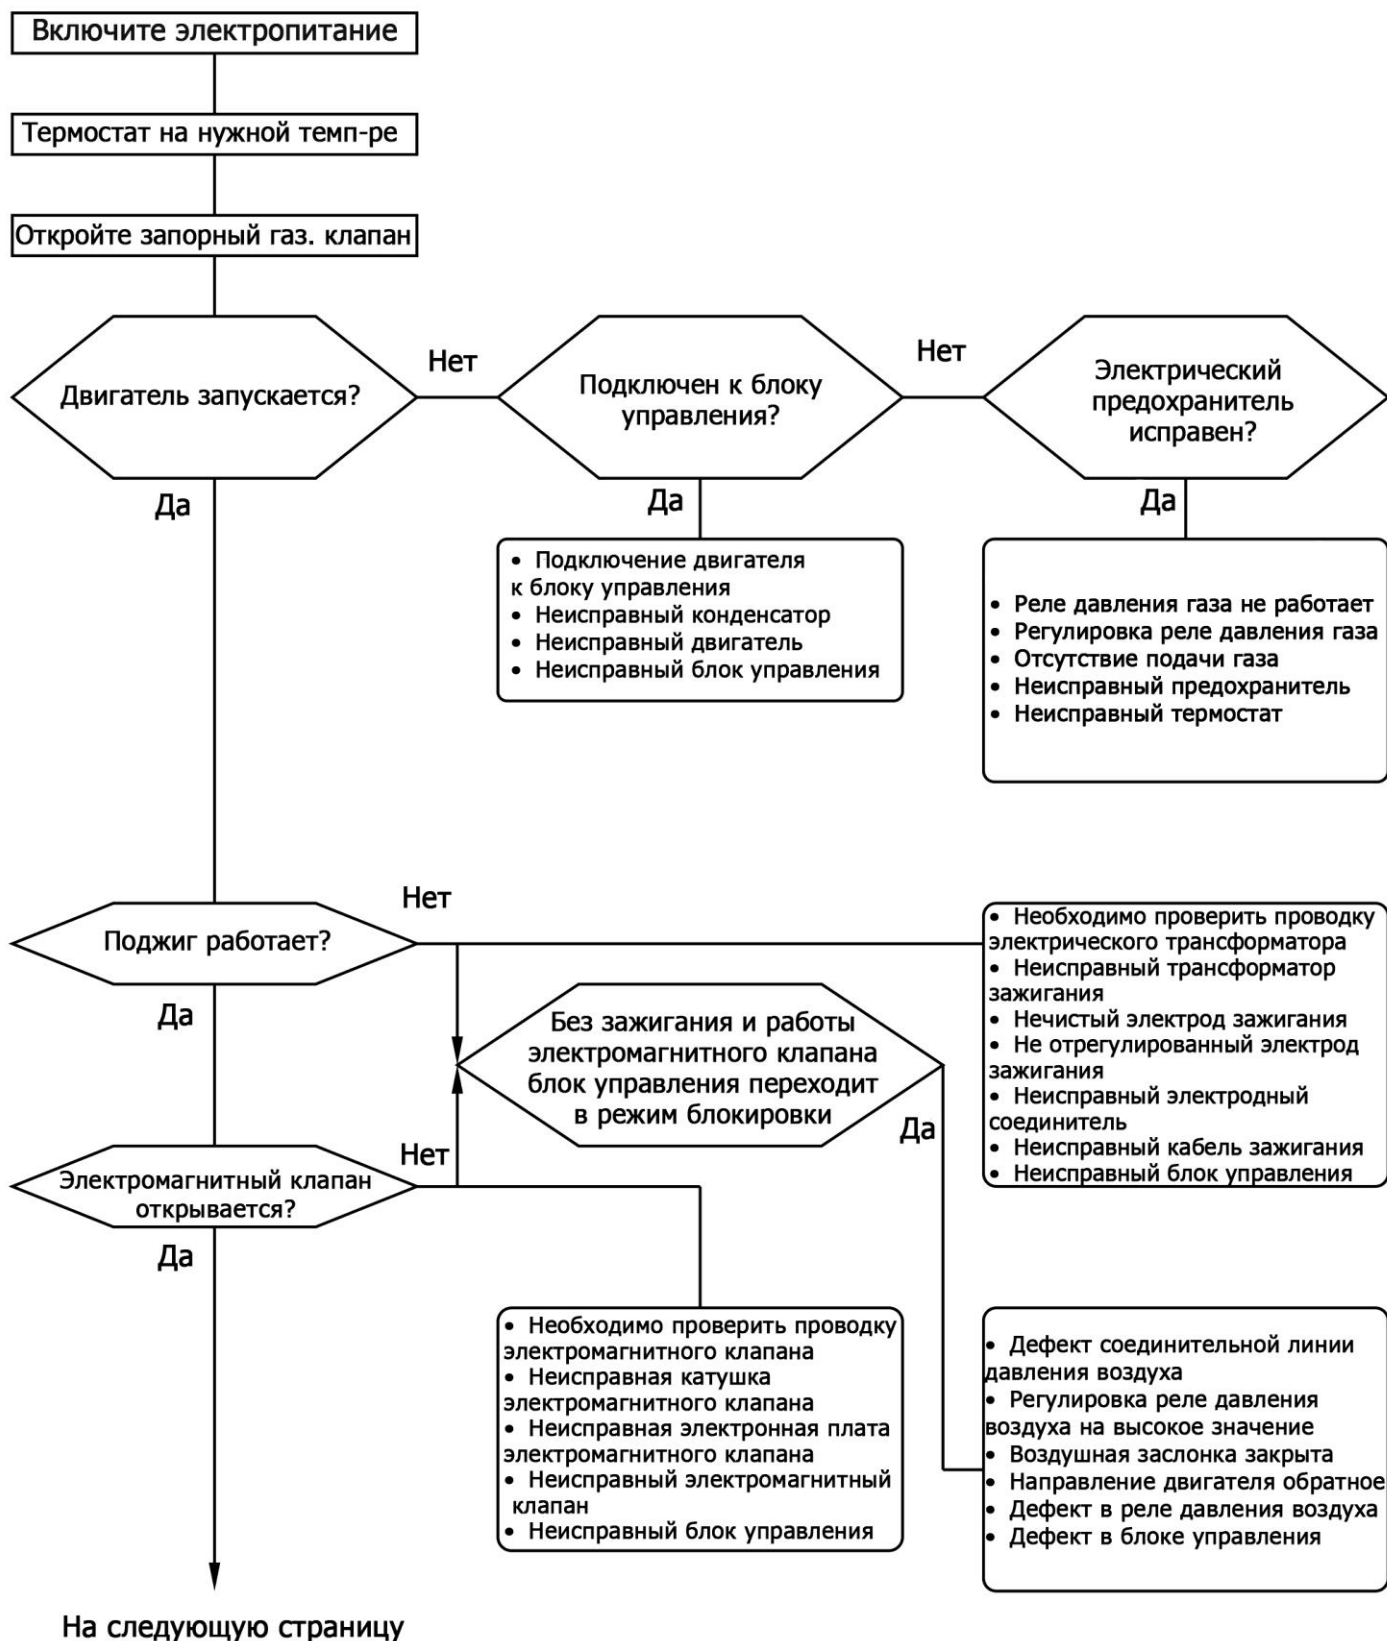 Включите электропитание
Термостат на нужной темп-ре
Откройте запорный газ. клапан
Двигатель запускается?
Нет
Подключен к блоку
управления?
Нет
Электрический
предохранитель
исправен?
Да
Да
Да
• Подключение двигателя
к блоку управления
• Неисправный конденсатор
• Неисправный двигатель
• Неисправный блок управления
• Реле давления газа не работает
• Регулировка реле давления газа
• Отсутствие подачи газа
• Неисправный предохранитель
• Неисправный термостат
Поджиг работает?
Нет
Да
• Необходимо проверить проводку
электрического трансформатора
• Неисправный трансформатор
зажигания
• Нечистый электрод зажигания
• Не отрегулированный электрод
зажигания
• Неисправный электродный
соединитель
• Неисправный кабель зажигания
• Неисправный блок управления
Без зажигания и работы
электромагнитного клапана
блок управления переходит
в режим блокировки
Да
Электромагнитный клапан
открывается?
Нет
Да
• Необходимо проверить проводку
электромагнитного клапана
• Неисправная катушка
электромагнитного клапана
• Неисправная электронная плата
электромагнитного клапана
• Неисправный электромагнитный
клапан
• Неисправный блок управления
• Дефект соединительной линии
давления воздуха
• Регулировка реле давления
воздуха на высокое значение
• Воздушная заслонка закрыта
• Направление двигателя обратное
• Дефект в реле давления воздуха
• Дефект в блоке управления
На следующую страницу